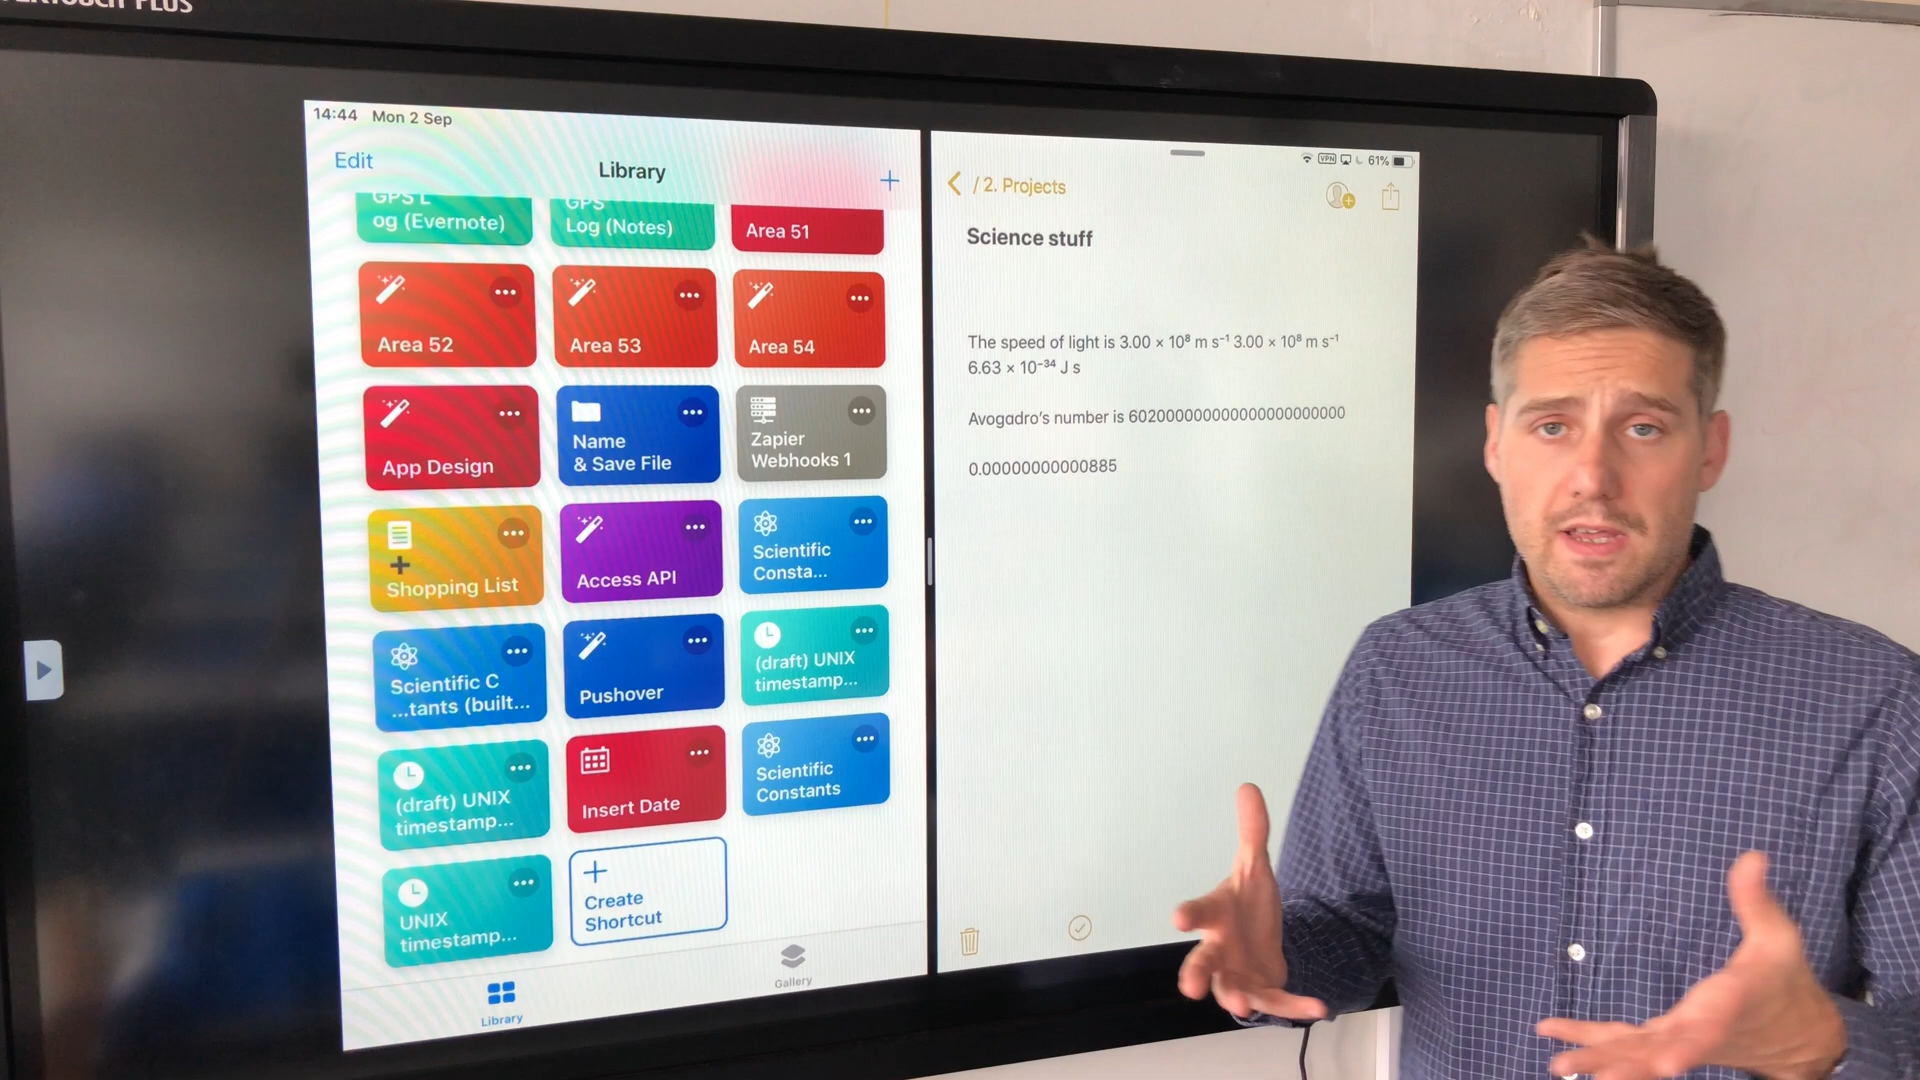 PLUS
14:44 Mon 2 Sep
Edit
Library
+
GPS L
og (Evernote)
GPS
Log (Notes)
Area 51
Area 52
Area 53
Area 54
App Design
Name
& Save File
Zapier
Webhooks 1
Shopping List
Access API
Scientific
Consta...
Scientific C
...tants (built...
Pushover
(draft) UNIX
timestamp...
(draft) UNIX
timestamp...
Insert Date
Scientific
Constants
UNIX
timestamp...
Create
Shortcut
Library
Gallery
VPN 61%
/ 2. Projects
Science stuff
The speed of light is 3.00 × 10⁸ m s⁻¹ 3.00 × 10⁸ m s⁻¹
6.63 × 10⁻³⁴ J s
Avogadro’s number is 602000000000000000000000
0.00000000000885